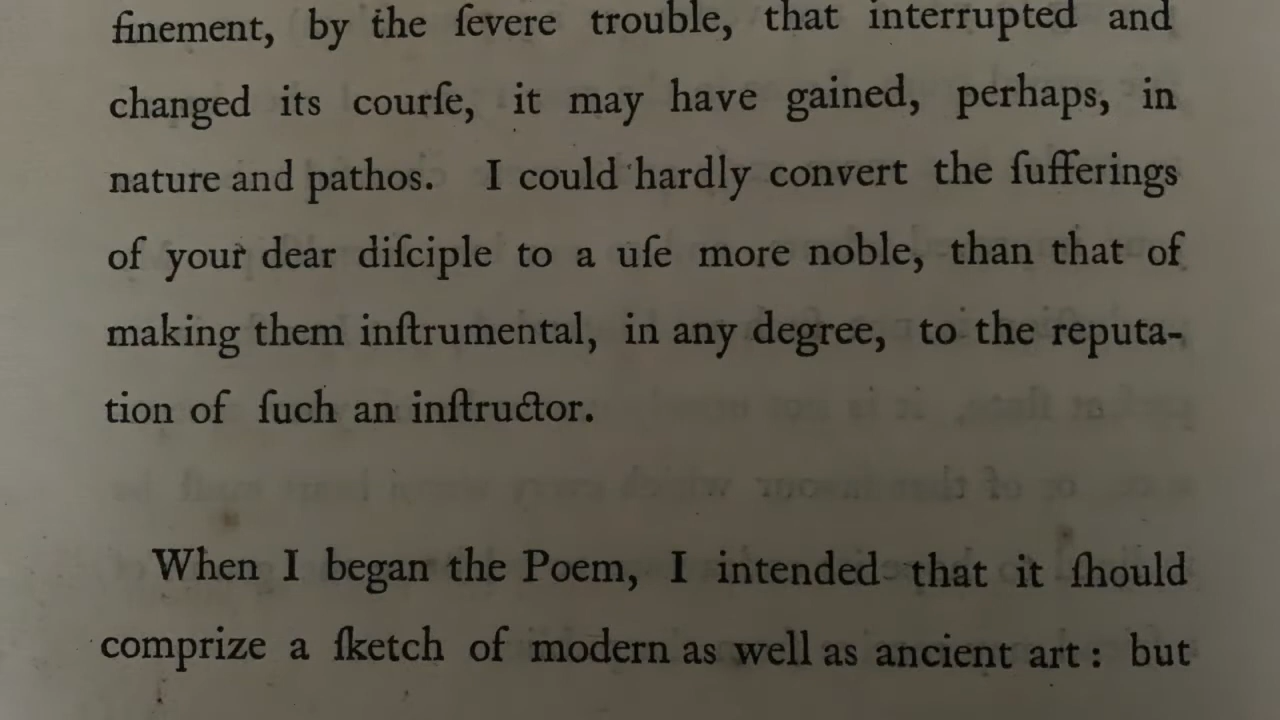 finement, by the ſevere trouble, that interrupted and
changed its courſe, it may have gained, perhaps, in
nature and pathos. I could hardly convert the ſufferings
of your dear diſciple to a uſe more noble, than that of
making them inſtrumental, in any degree, to the reputa-
tion of ſuch an inſtructor.
When I began the Poem, I intended that it ſhould
comprize a ſketch of modern as well as ancient art: but